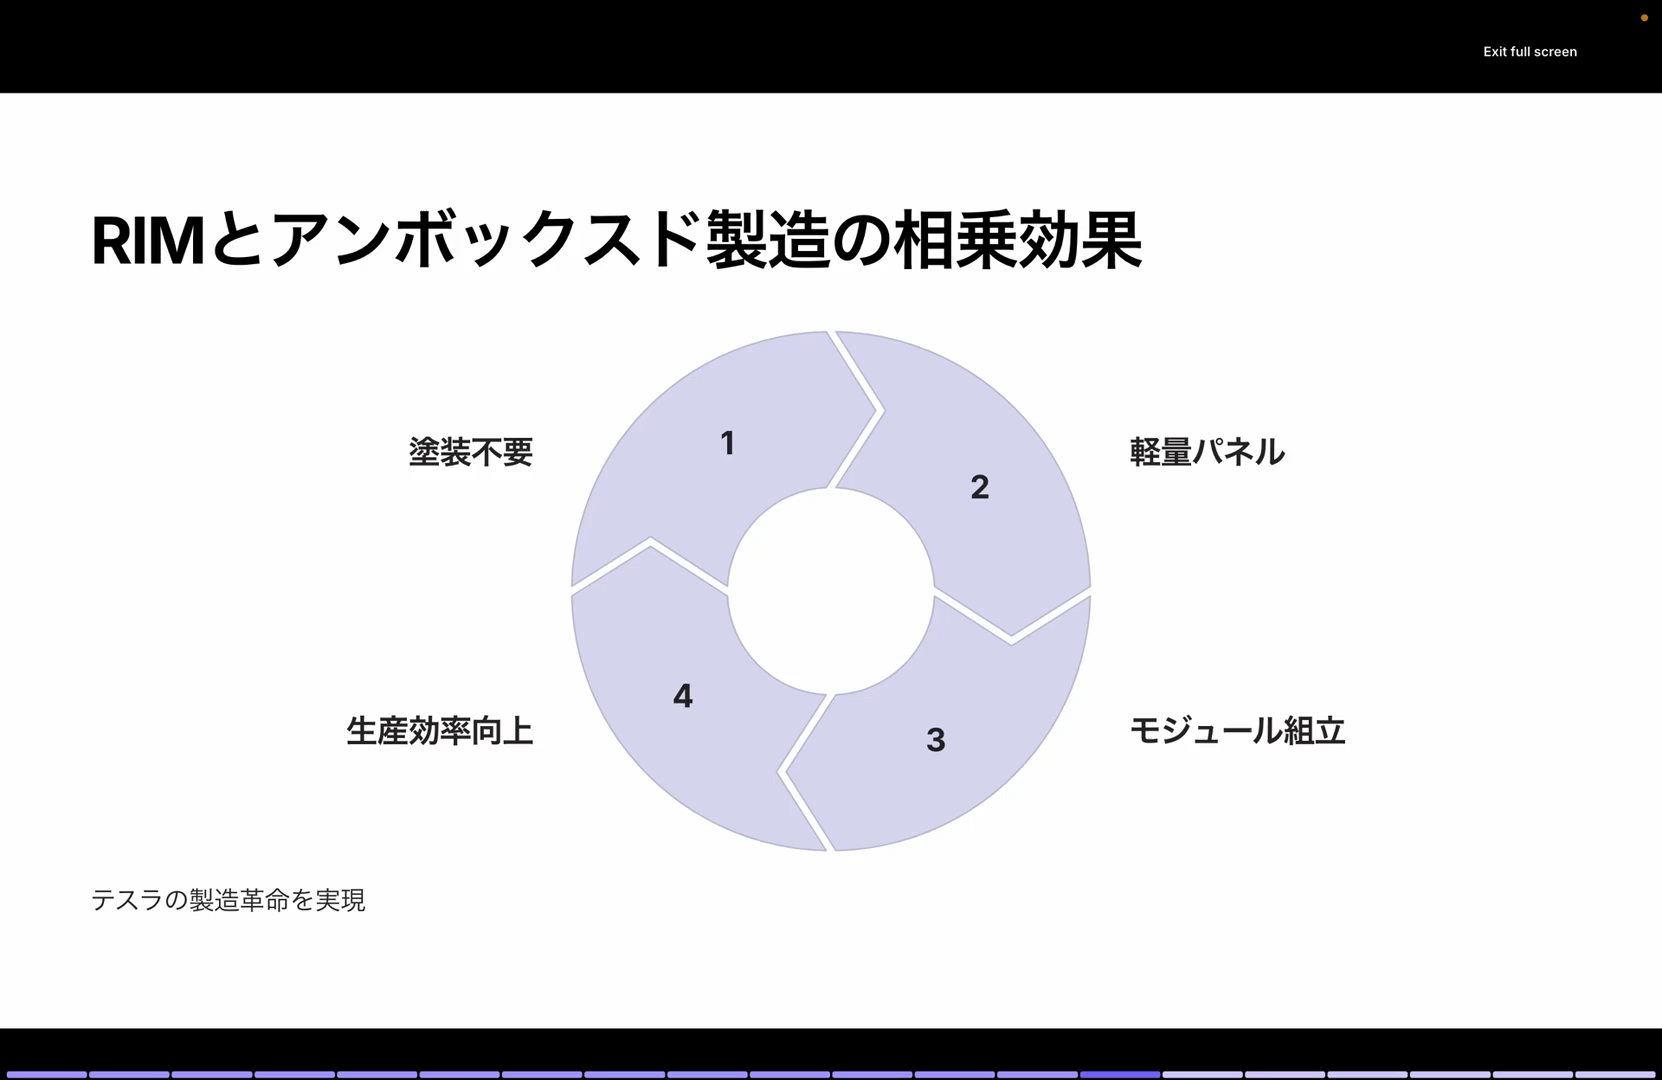 Exit full screen
RIMとアンボックスド製造の相乗効果
1
塗装不要
2
軽量パネル
3
モジュール組立
4
生産効率向上
テスラの製造革命を実現